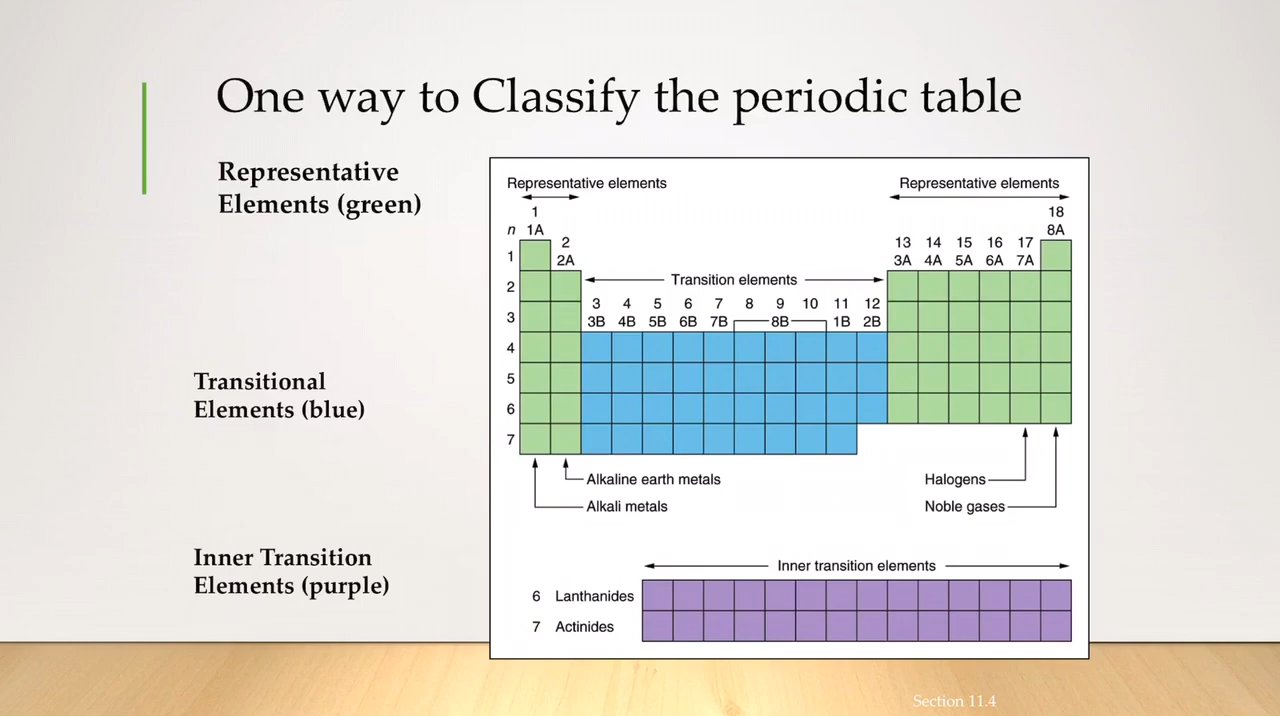 One way to Classify the periodic table
Representative
Elements (green)
Transitional
Elements (blue)
Inner Transition
Elements (purple)
Representative elements
Representative elements
1
18
n 1A
8A
2
13 14 15 16 17
1
2A
3A 4A 5A 6A 7A
2
Transition elements
3 4 5 6 7 8 9 10 11 12
3
3B 4B 5B 6B 7B 8B 1B 2B
4
5
6
7
Alkaline earth metals
Halogens
Alkali metals
Noble gases
Inner transition elements
6 Lanthanides
7 Actinides
Section 11.4